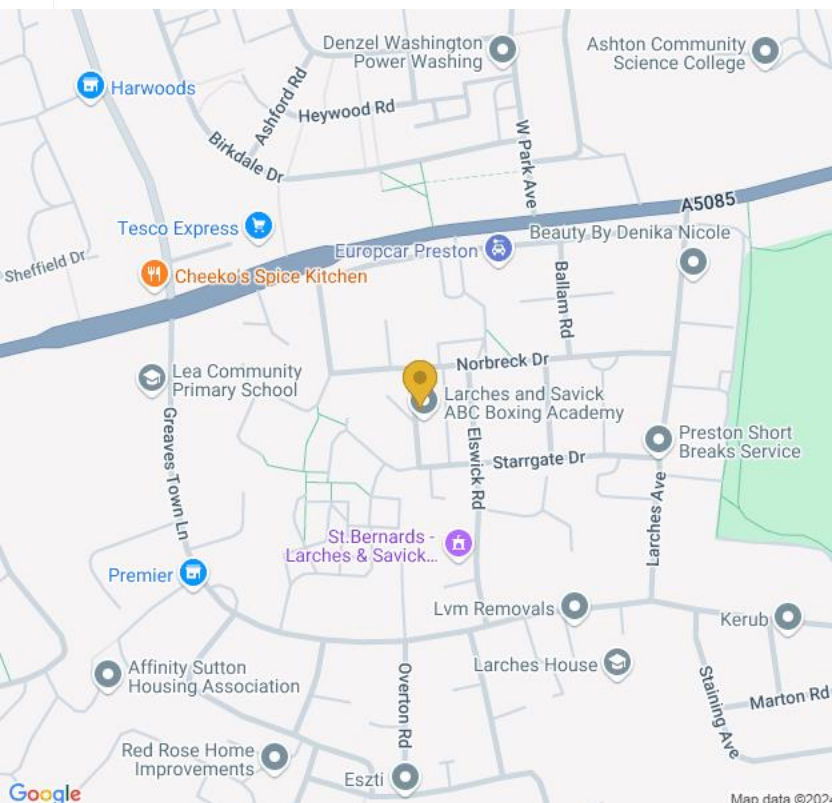 Denzel Washington
Power Washing
Ashton Community
Science College
Harwoods
Ashford Rd
Heywood Rd
Birkdale Dr
W Park Ave
A5085
Tesco Express
Beauty By Denika Nicole
Europcar Preston
Sheffield Dr
Cheeko's Spice Kitchen
Ballam Rd
Norbreck Dr
Lea Community
Primary School
Larches and Savick
ABC Boxing Academy
Greaves Town Ln
Elswick Rd
Preston Short
Breaks Service
Starrgate Dr
Larches Ave
St.Bernards -
Larches & Savick...
Premier
Lvm Removals
Kerub
Larches House
Affinity Sutton
Housing Association
Overton Rd
Staining Ave
Marton Rd
Red Rose Home
Improvements
Eszti
Google
Map data ©2024